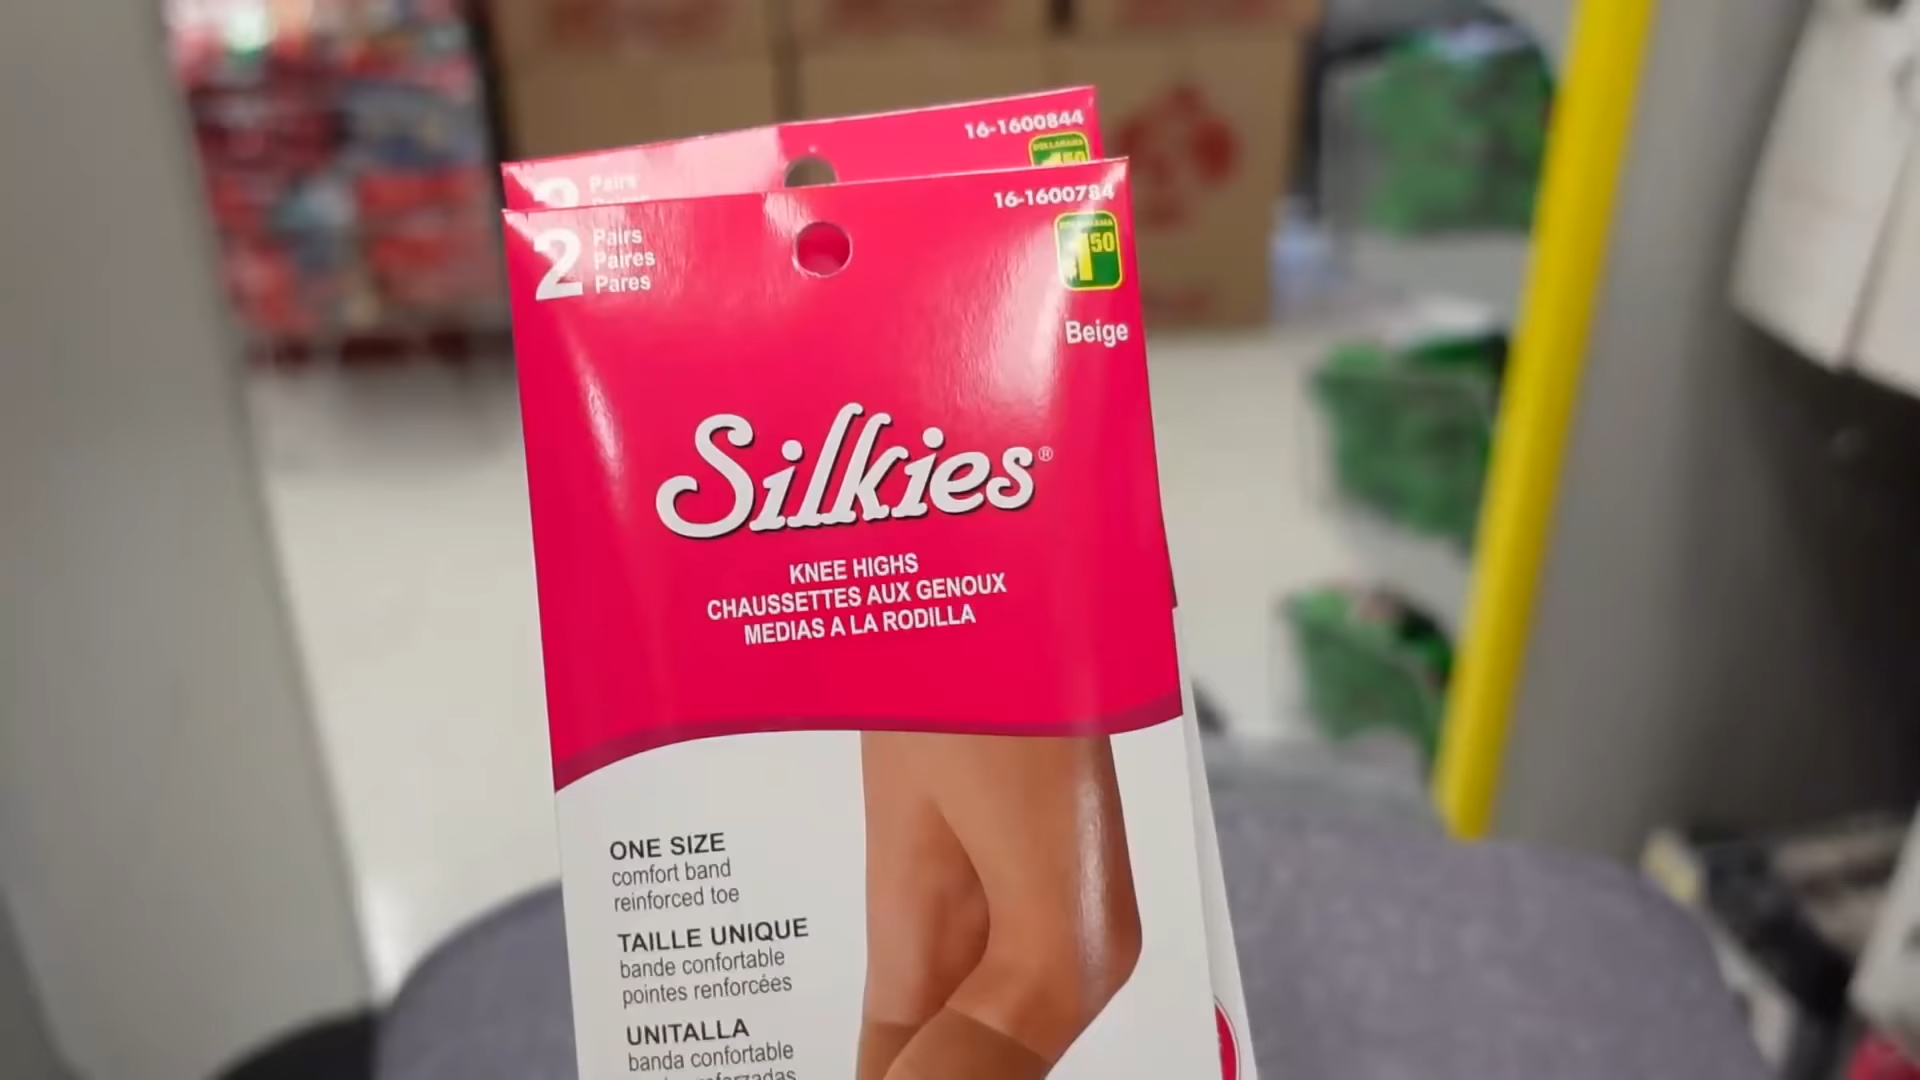 16-1600844
Pairs
16-1600784
2
Pairs
Paires
Pares
1.50
Beige
Silkies®
KNEE HIGHS
CHAUSSETTES AUX GENOUX
MEDIAS A LA RODILLA
ONE SIZE
comfort band
reinforced toe
TAILLE UNIQUE
bande confortable
pointes renforcées
UNITALLA
banda confortable